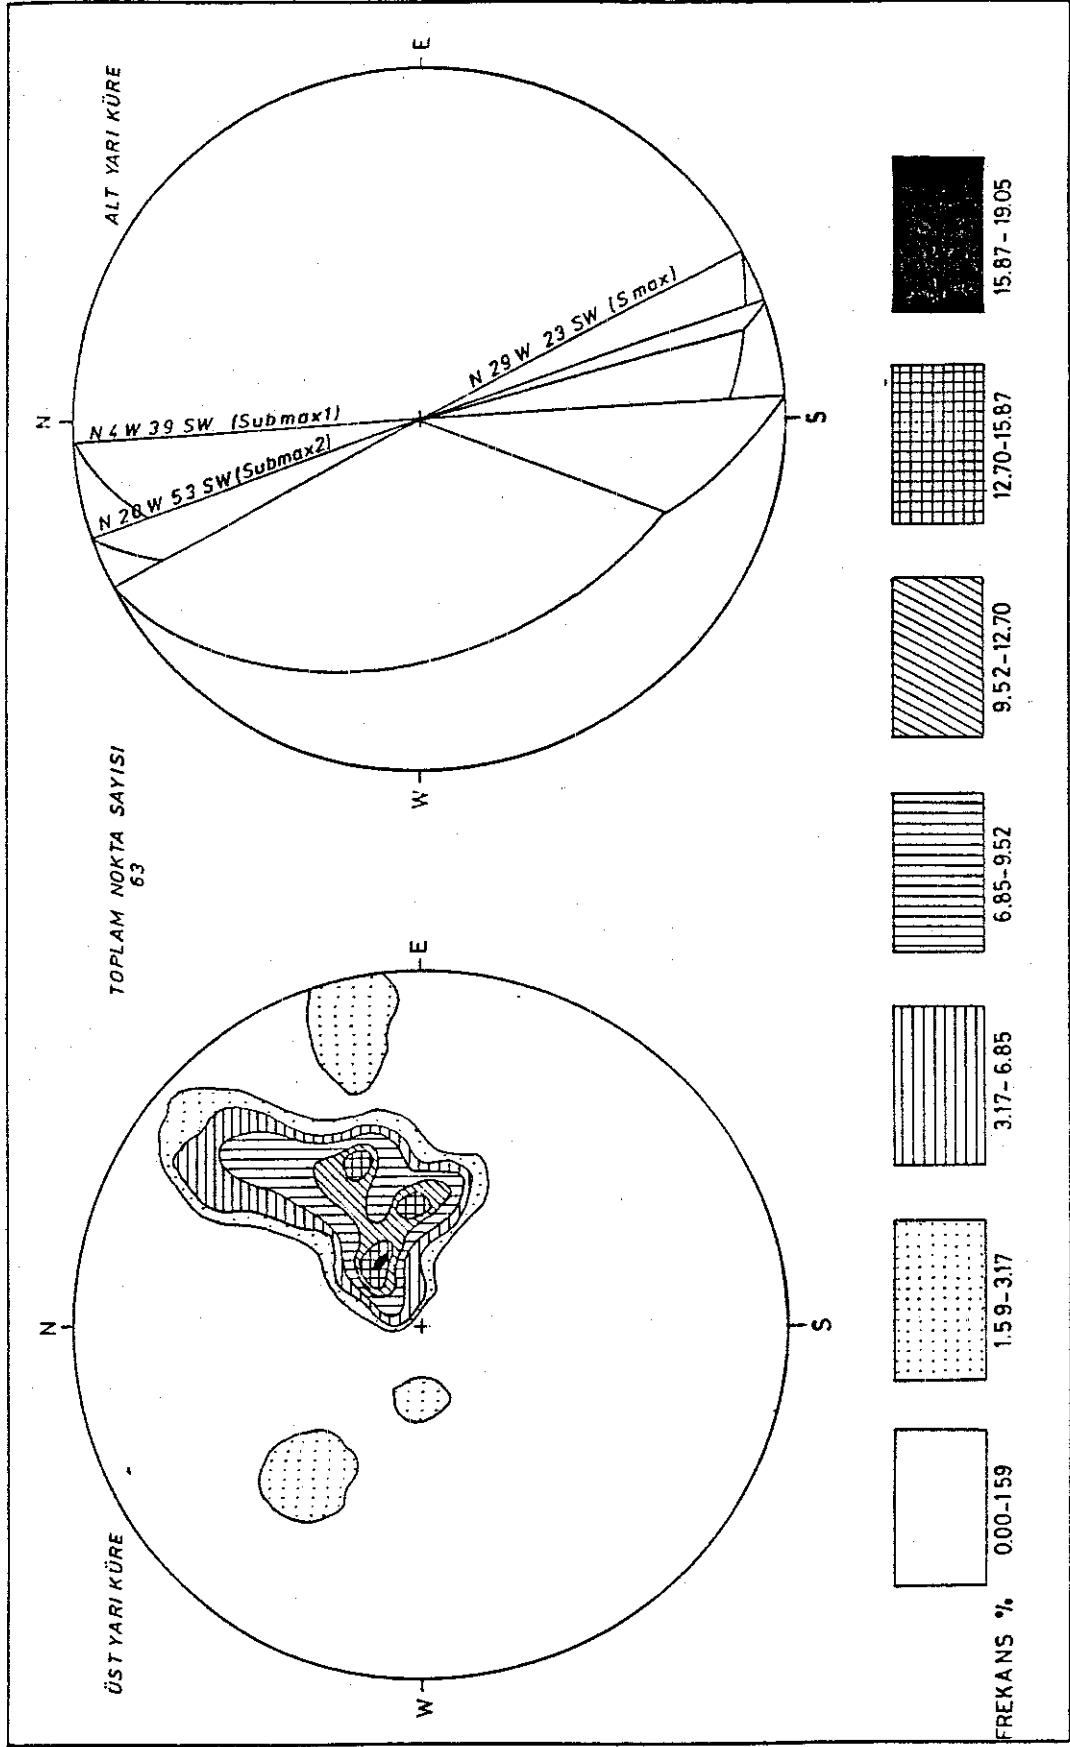 ÜST YARI KÜRE
TOPLAM NOKTA SAYISI
63
ALT YARI KÜRE
N
W
E
S
N
W
E
S
N 4 W 39 SW (Submax1)
N 20 W 53 SW (Submax2)
N 29 W 23 SW (Smax)
FREKANS %
0.00-1.59
1.59-3.17
3.17-6.85
6.85-9.52
9.52-12.70
12.70-15.87
15.87-19.05